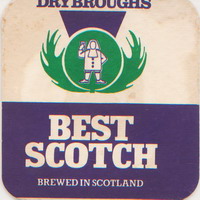 DRYBROUGHS
BEST
SCOTCH
BREWED IN SCOTLAND